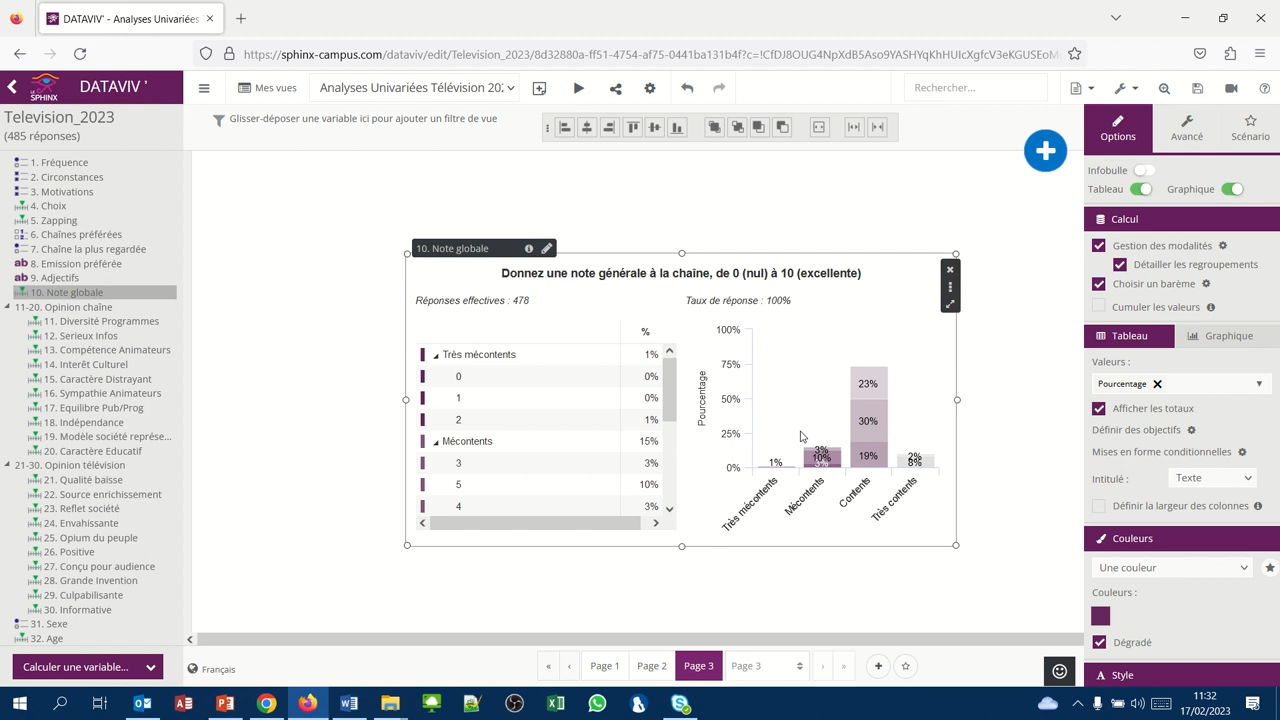 DATAVIV' - Analyses Univariées
https://sphinx-campus.com/dataviv/edit/Television_2023/8d32880a-ff51-4754-af75-0441ba131b4f?c=!CfDJ8OUG4NpXdB5Aso9YASHYqKhHUIcXgfcV3eKGUSEoM
LE SPHINX
DATAVIV '
Mes vues
Analyses Univariées Télévision 202
Rechercher...
Television_2023
(485 réponses)
Glisser-déposer une variable ici pour ajouter un filtre de vue
1. Fréquence
2. Circonstances
3. Motivations
4. Choix
5. Zapping
6. Chaînes préférées
7. Chaîne la plus regardée
ab 8. Emission préférée
ab 9. Adjectifs
10. Note globale
11-20. Opinion chaîne
11. Diversité Programmes
12. Serieux Infos
13. Compétence Animateurs
14. Interêt Culturel
15. Caractère Distrayant
16. Sympathie Animateurs
17. Equilibre Pub/Prog
18. Indépendance
19. Modèle société représe...
20. Caractère Educatif
21-30. Opinion télévision
21. Qualité baisse
22. Source enrichissement
23. Reflet société
24. Envahissante
25. Opium du peuple
26. Positive
27. Conçu pour audience
28. Grande Invention
29. Culpabilisante
30. Informative
31. Sexe
32. Age
Calculer une variable...
10. Note globale
Donnez une note générale à la chaîne, de 0 (nul) à 10 (excellente)
Réponses effectives : 478
Taux de réponse : 100%
%
Très mécontents 1%
0 0%
1 0%
2 1%
Mécontents 15%
3 3%
5 10%
4 3%
Pourcentage
100%
75%
50%
25%
0%
1%
3%
10%
3%
23%
30%
19%
2%
Très mécontents
Mécontents
Contents
Très contents
Options
Avancé
Scénario
Infobulle
Tableau
Graphique
Calcul
Gestion des modalités
Détailler les regroupements
Choisir un barème
Cumuler les valeurs
Tableau
Graphique
Valeurs :
Pourcentage
Afficher les totaux
Définir des objectifs
Mises en forme conditionnelles
Intitulé :
Texte
Définir la largeur des colonnes
Couleurs
Une couleur
Couleurs :
Dégradé
A Style
Français
Page 1
Page 2
Page 3
Page 3
11:32
17/02/2023